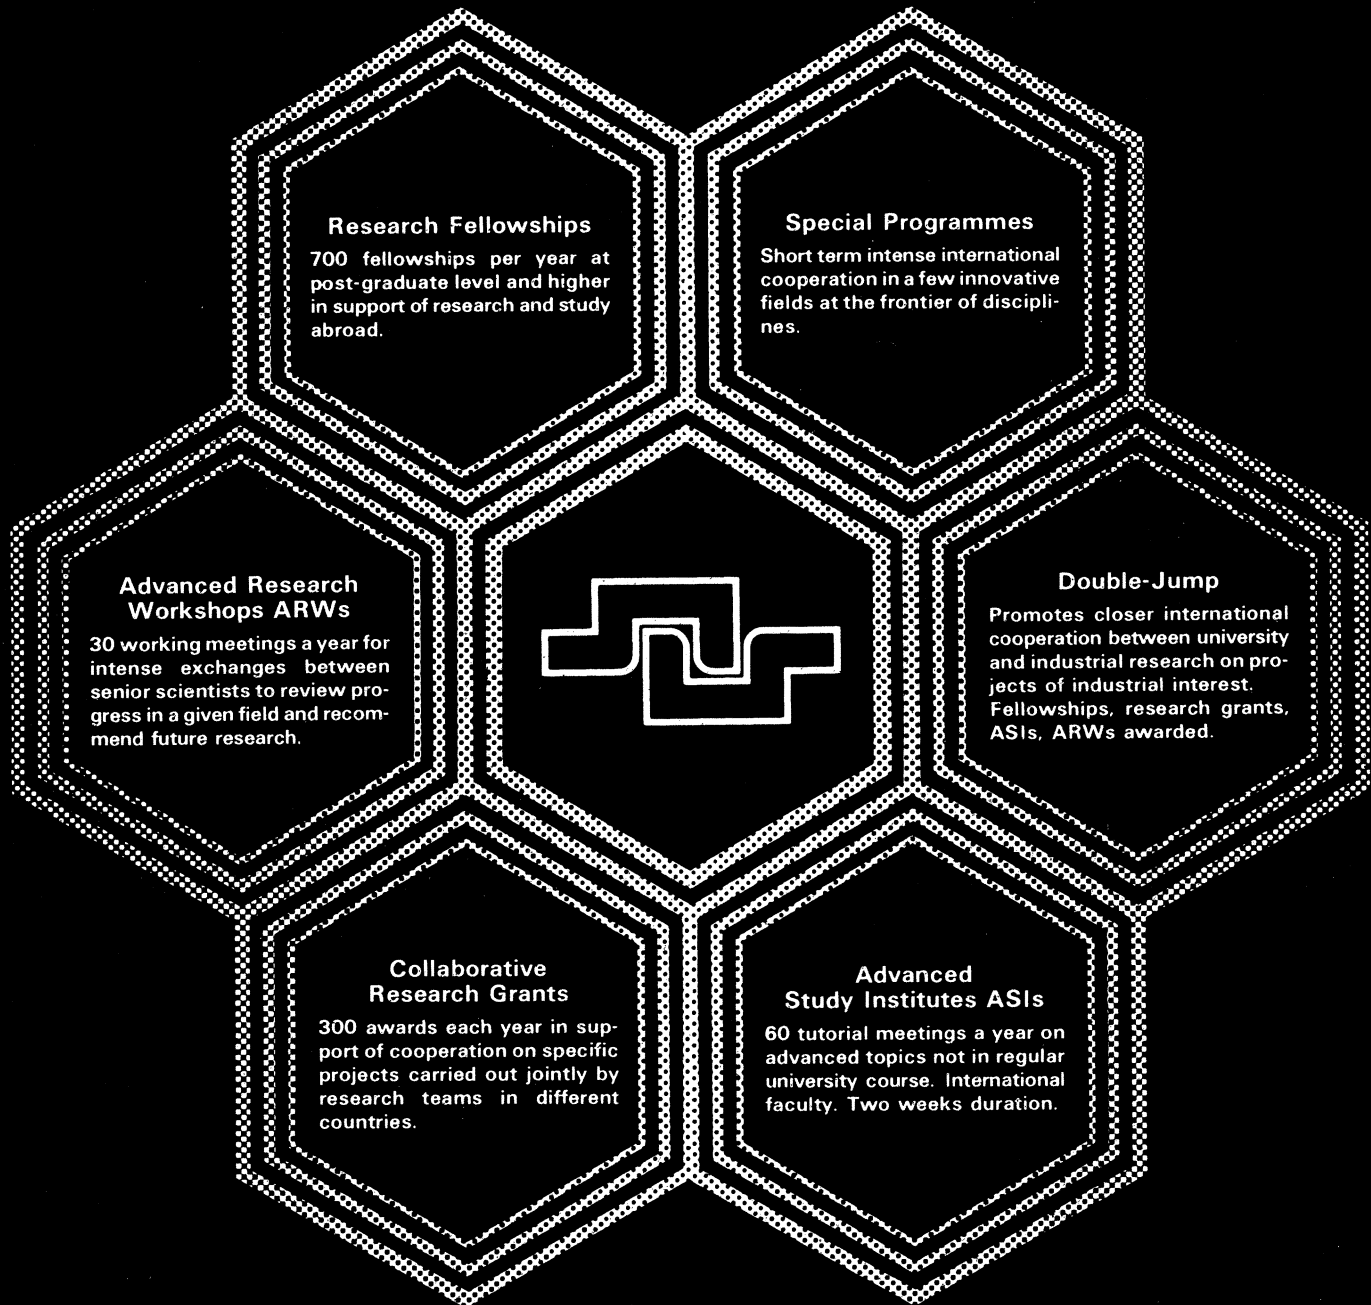 Research Fellowships
700 fellowships per year at
post-graduate level and higher
in support of research and study
abroad.
Special Programmes
Short term intense international
cooperation in a few innovative
fields at the frontier of discipli-
nes.
Advanced Research
Workshops ARWs
30 working meetings a year for
intense exchanges between
senior scientists to review pro-
gress in a given field and recom-
mend future research.
Double-Jump
Promotes closer international
cooperation between university
and industrial research on pro-
jects of industrial interest.
Fellowships, research grants,
ASIs, ARWs awarded.
Collaborative
Research Grants
300 awards each year in sup-
port of cooperation on specific
projects carried out jointly by
research teams in different
countries.
Advanced
Study Institutes ASIs
60 tutorial meetings a year on
advanced topics not in regular
university course. International
faculty. Two weeks duration.